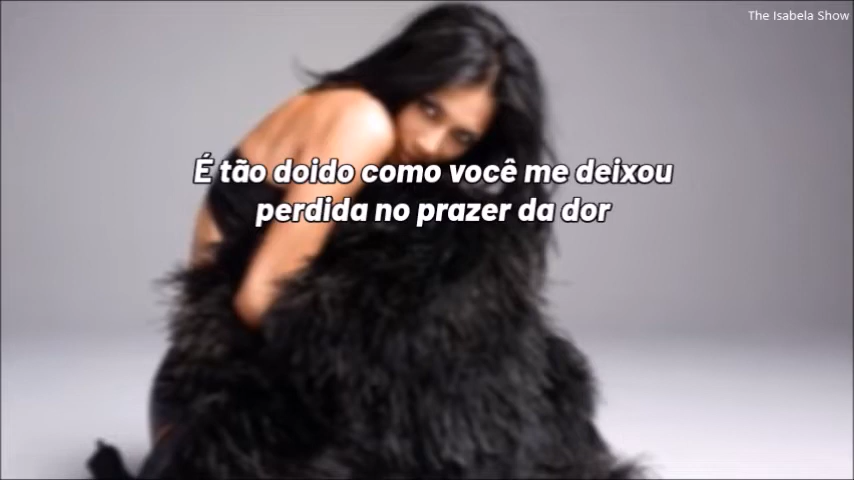 The Isabela Show
É tão doido como você me deixou
perdida no prazer da dor